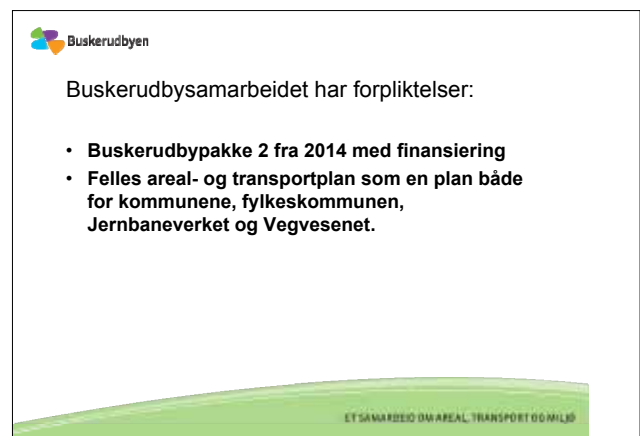 Buskerudbyen
Buskerudbysamarbeidet har forpliktelser:
• Buskerudbypakke 2 fra 2014 med finansiering
• Felles areal- og transportplan som en plan både
for kommunene, fylkeskommunen,
Jernbaneverket og Vegvesenet.
ET SAMARBEID OM AREAL, TRANSPORT OG MILJØ